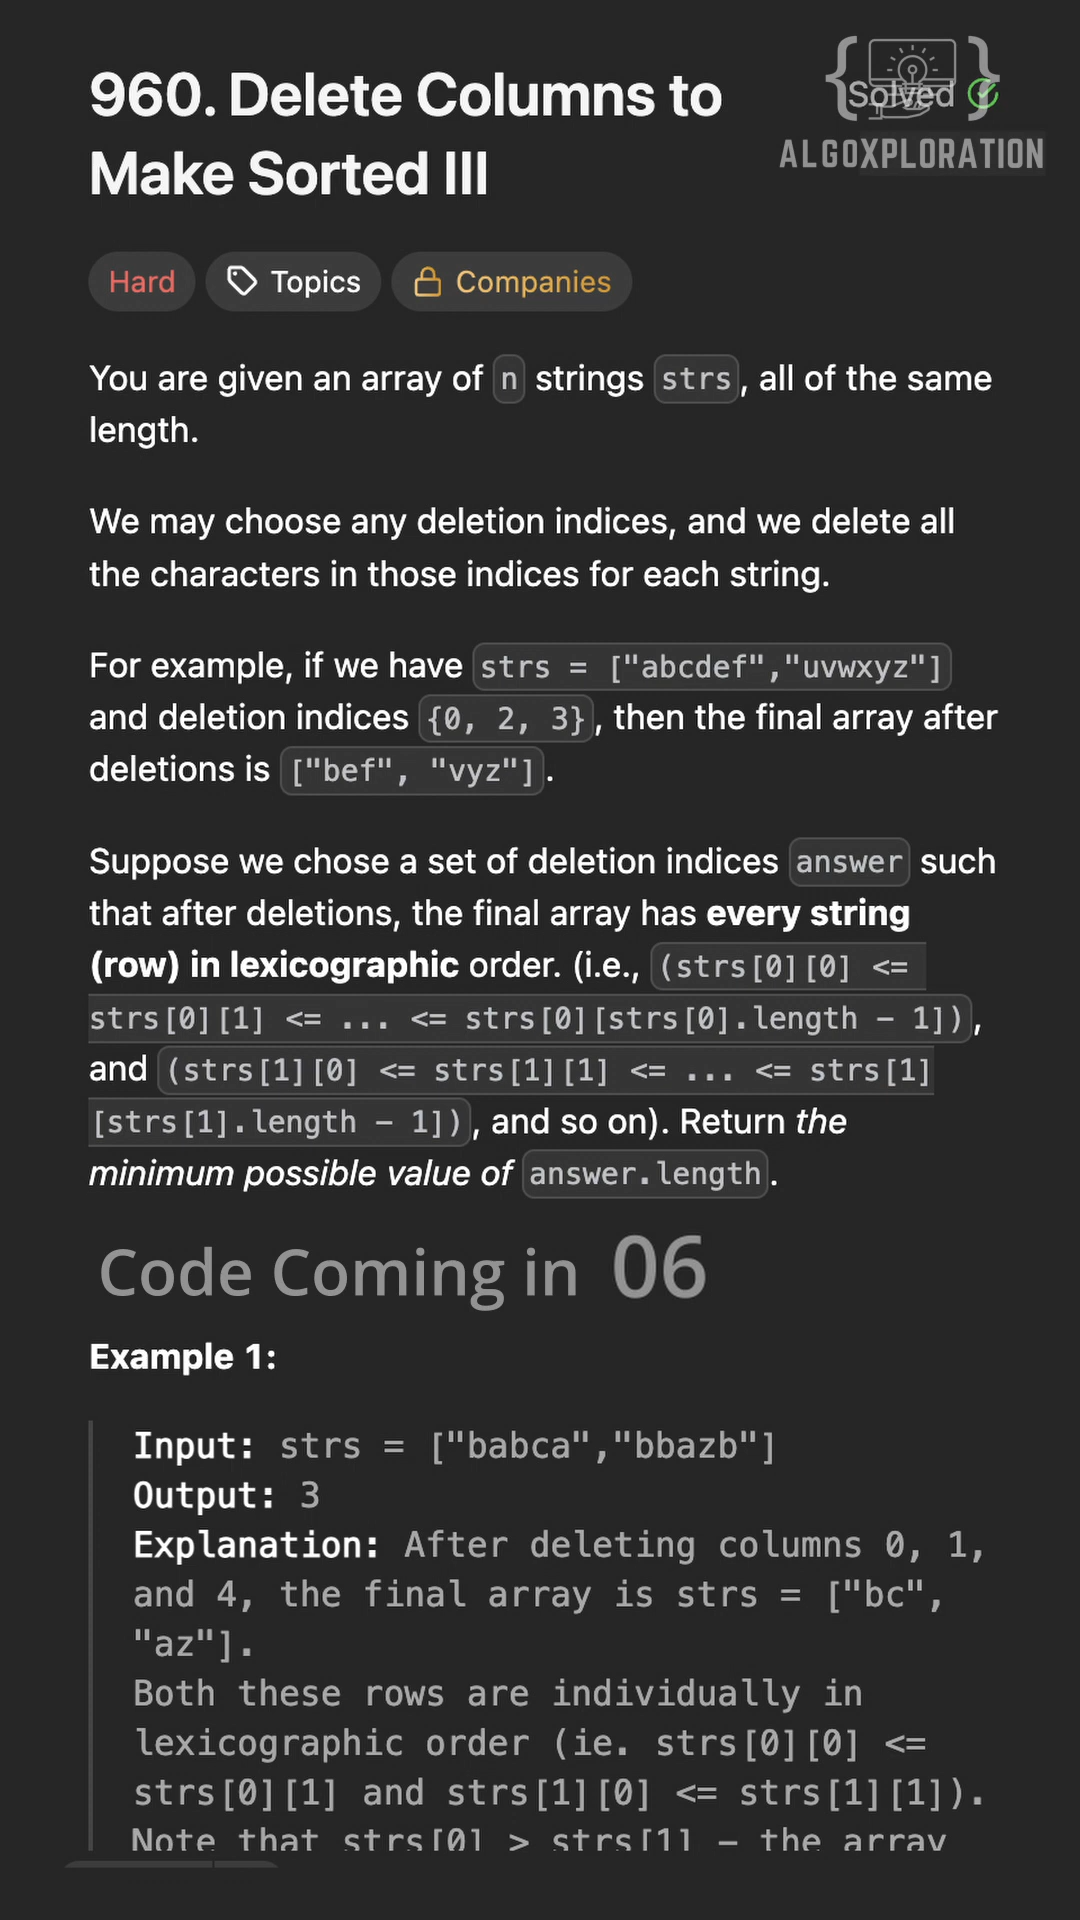 960. Delete Columns to
Make Sorted III
Solved
ALGOXPLORATION
Hard
Topics
Companies
You are given an array of n strings strs, all of the same
length.
We may choose any deletion indices, and we delete all
the characters in those indices for each string.
For example, if we have strs = ["abcdef","uvwxyz"]
and deletion indices {0, 2, 3}, then the final array after
deletions is ["bef", "vyz"].
Suppose we chose a set of deletion indices answer such
that after deletions, the final array has every string
(row) in lexicographic order. (i.e., (strs[0][0] <=
strs[0][1] <= ... <= strs[0][strs[0].length - 1]),
and (strs[1][0] <= strs[1][1] <= ... <= strs[1]
[strs[1].length - 1]), and so on). Return the
minimum possible value of answer.length.
Code Coming in 06
Example 1:
Input: strs = ["babca","bbazb"]
Output: 3
Explanation: After deleting columns 0, 1,
and 4, the final array is strs = ["bc",
"az"].
Both these rows are individually in
lexicographic order (ie. strs[0][0] <=
strs[0][1] and strs[1][0] <= strs[1][1]).
Note that strs[0] > strs[1] - the array